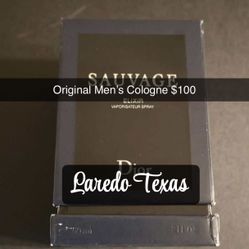 SAUVAGE
Original Men's Cologne $100
ELIXIR
VAPORISATEUR SPRAY
Dior
Laredo Texas